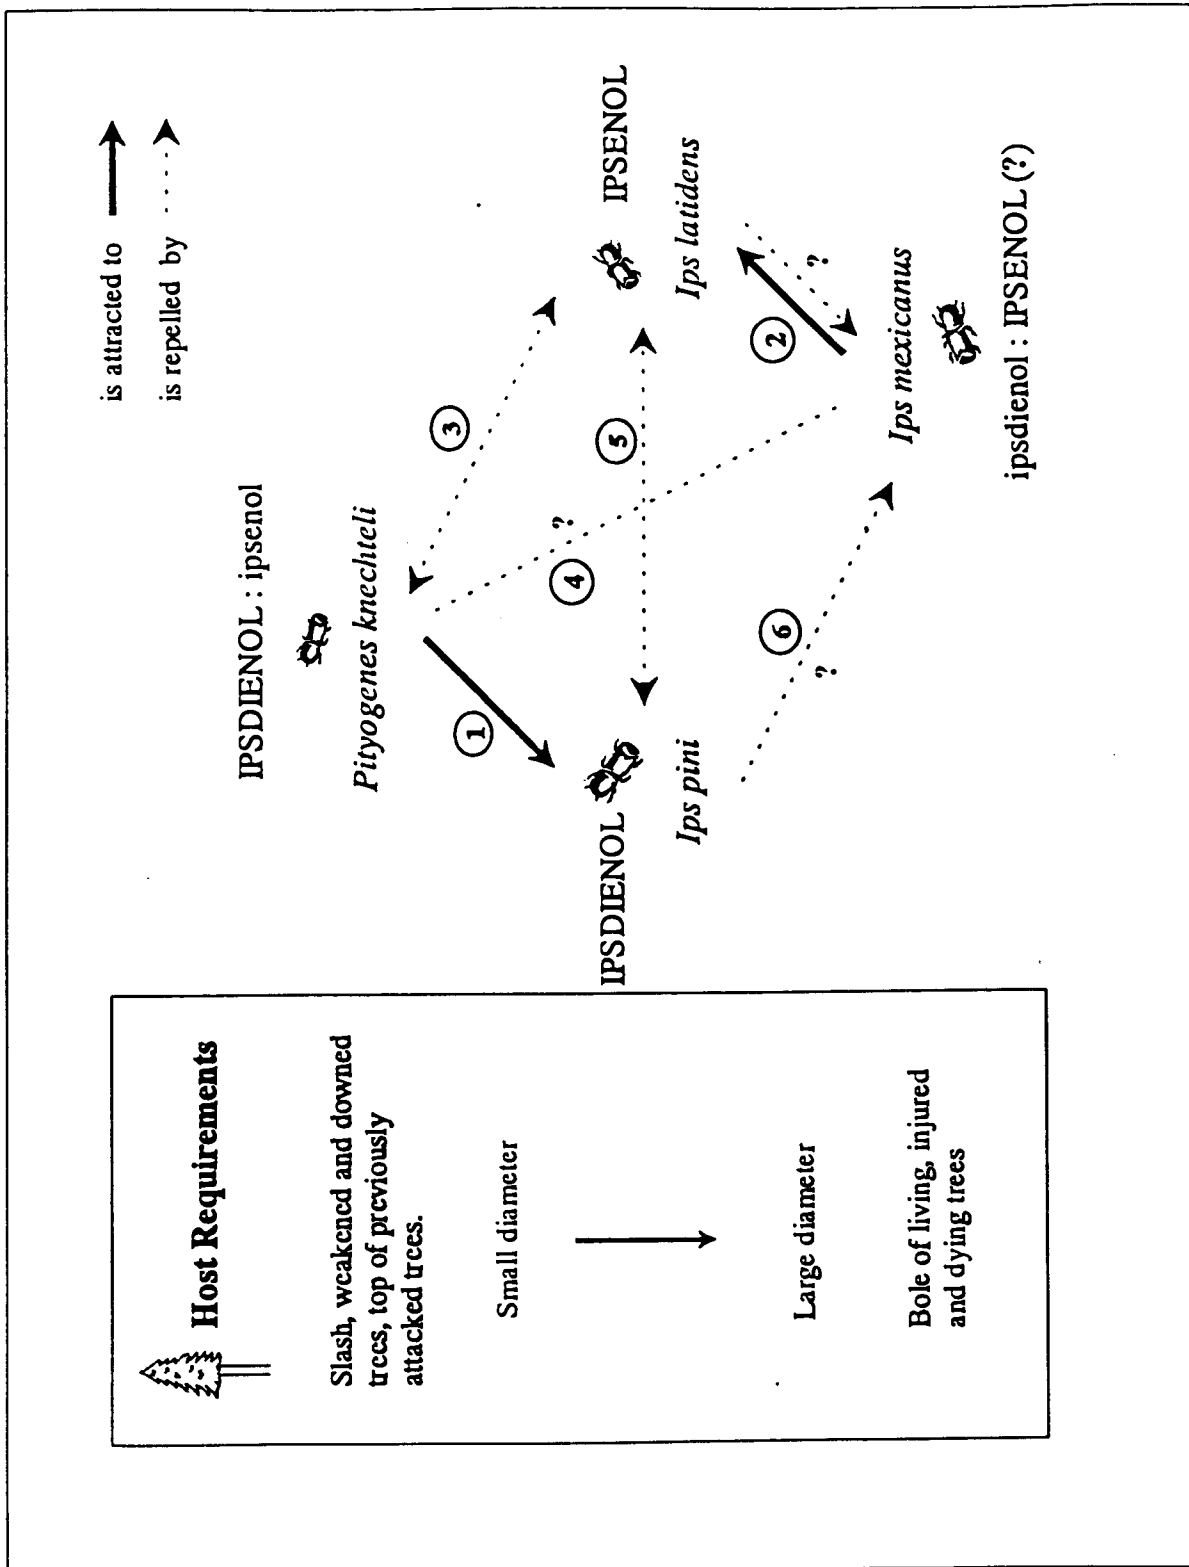 Host Requirements
Slash, weakened and downed
trees, top of previously
attacked trees.
Small diameter
Large diameter
Bole of living, injured
and dying trees
is attracted to
is repelled by
IPSDIENOL : ipsenol
Pityogenes knechteli
1
3
4
?
IPSDIENOL
Ips pini
5
IPSENOL
Ips latidens
2
?
6
?
Ips mexicanus
ipsdienol : IPSENOL (?)